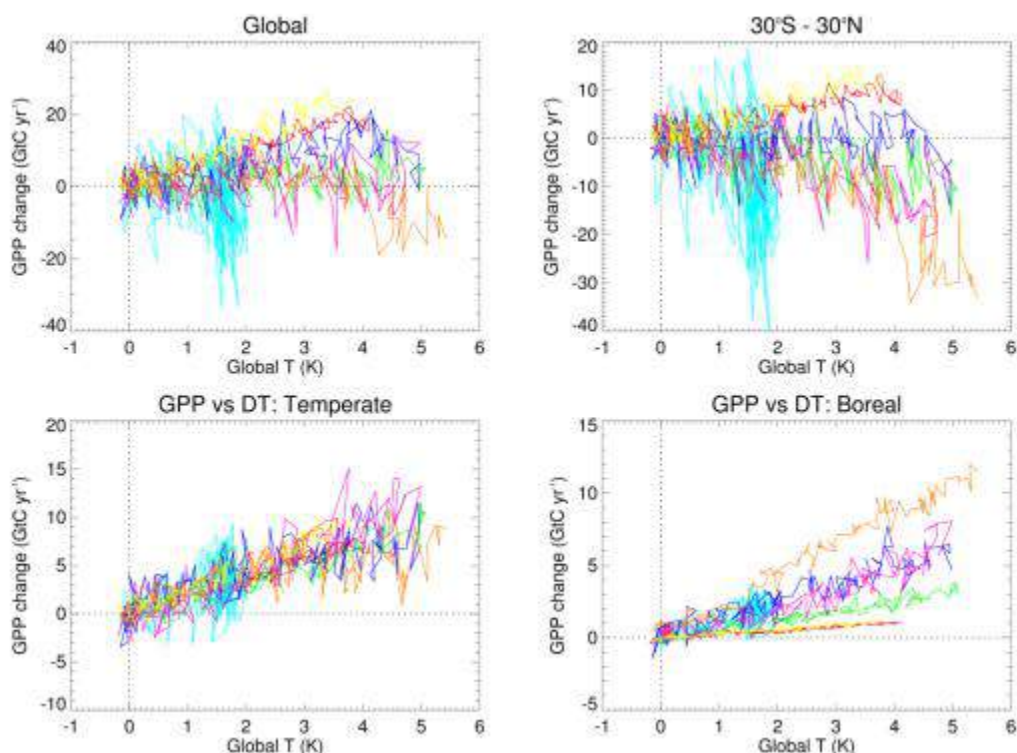 Global
40
20
0
-20
-40
GPP change (GtC yr⁻¹)
-1 0 1 2 3 4 5 6
Global T (K)
30°S - 30°N
20
10
0
-10
-20
-30
-40
GPP change (GtC yr⁻¹)
-1 0 1 2 3 4 5 6
Global T (K)
GPP vs DT: Temperate
20
15
10
5
0
-5
-10
GPP change (GtC yr⁻¹)
-1 0 1 2 3 4 5 6
Global T (K)
GPP vs DT: Boreal
15
10
5
0
-5
GPP change (GtC yr⁻¹)
-1 0 1 2 3 4 5 6
Global T (K)